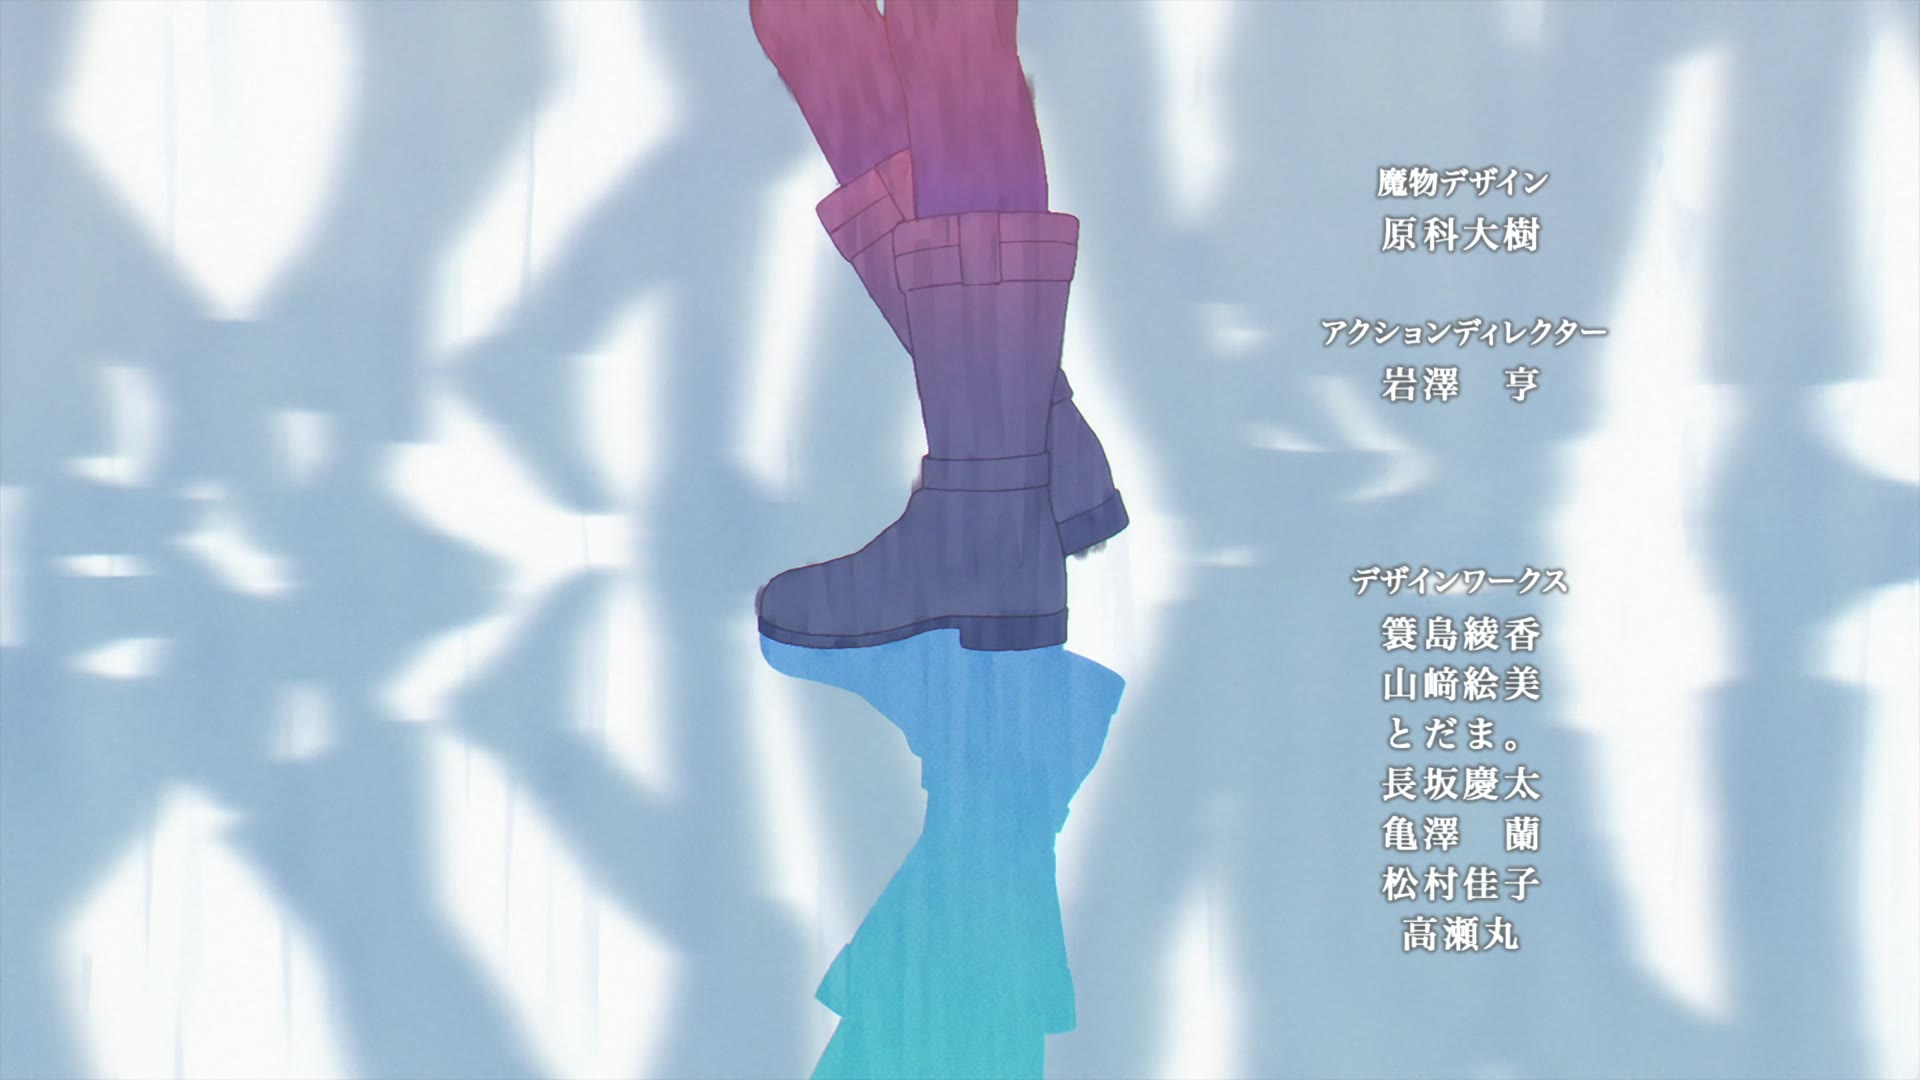 魔物デザイン
原科大樹
アクションディレクター
岩澤　亨
デザインワークス
簑島綾香
山﨑絵美
とだま。
長坂慶太
亀澤　蘭
松村佳子
高瀬丸